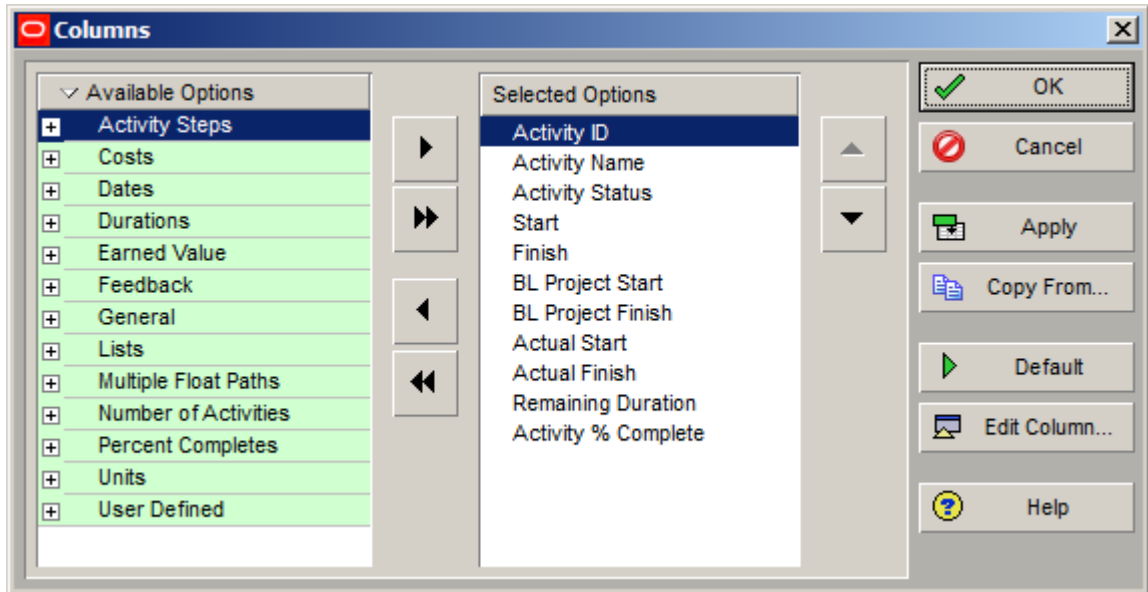 Columns
Available Options
Activity Steps
Costs
Dates
Durations
Earned Value
Feedback
General
Lists
Multiple Float Paths
Number of Activities
Percent Completes
Units
User Defined
Selected Options
Activity ID
Activity Name
Activity Status
Start
Finish
BL Project Start
BL Project Finish
Actual Start
Actual Finish
Remaining Duration
Activity % Complete
OK
Cancel
Apply
Copy From...
Default
Edit Column...
Help